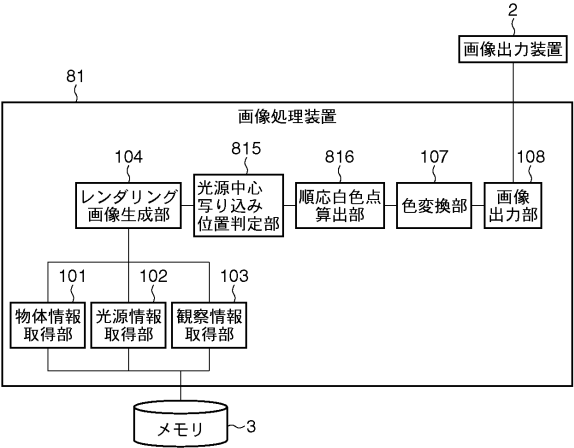 2
画像出力装置
81
画像処理装置
104
レンダリング
画像生成部
815
光源中心
写り込み
位置判定部
816
順応白色点
算出部
107
色変換部
108
画像
出力部
101
物体情報
取得部
102
光源情報
取得部
103
観察情報
取得部
メモリ
3